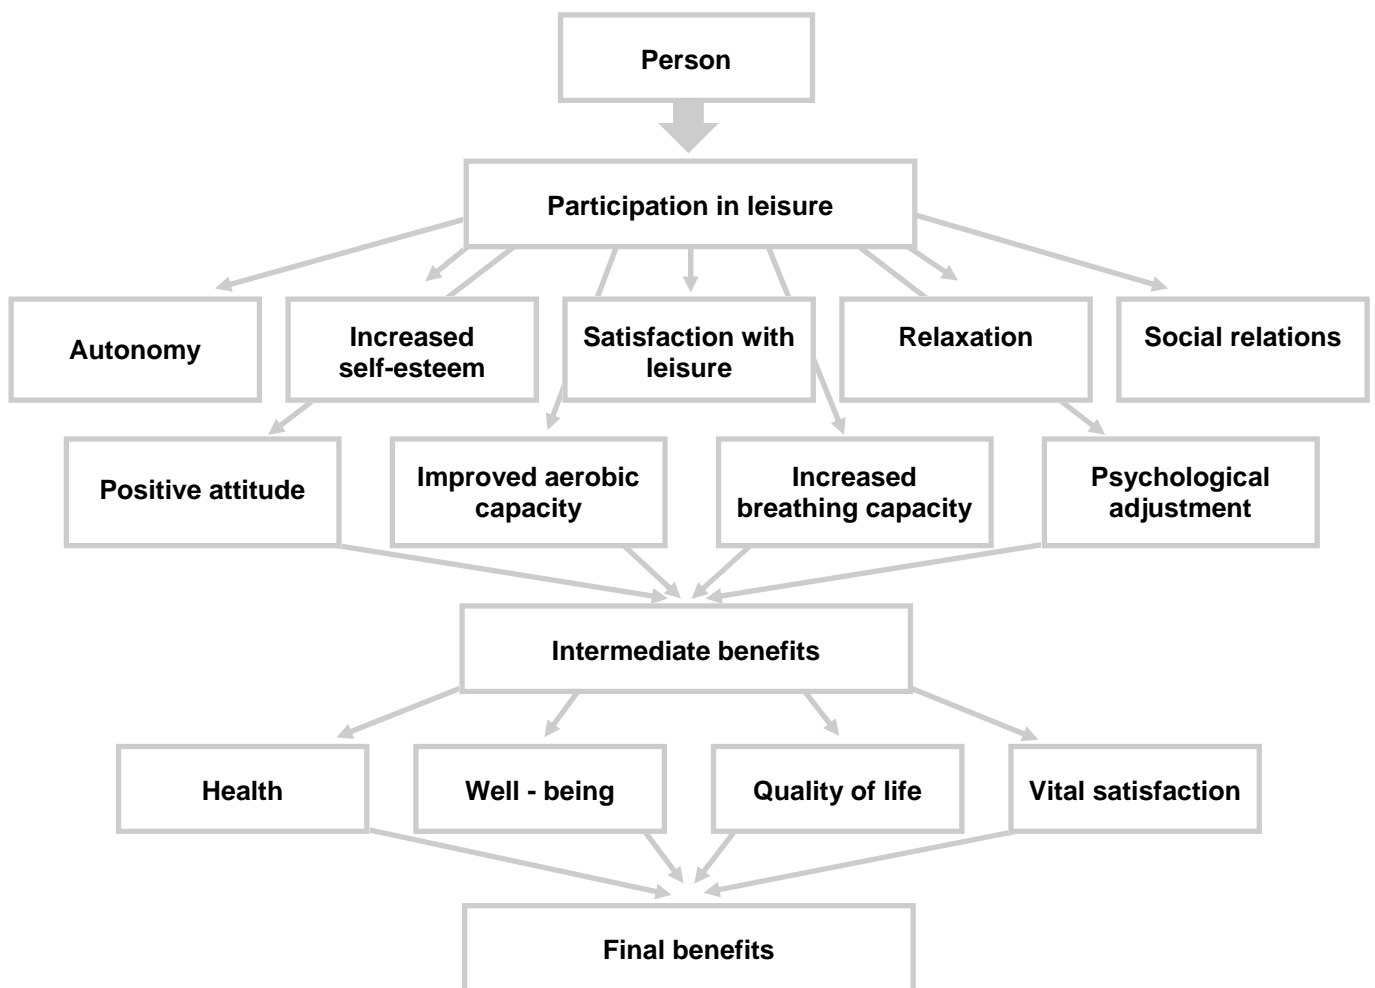 Person
Participation in leisure
Autonomy
Increased
self-esteem
Satisfaction with
leisure
Relaxation
Social relations
Positive attitude
Improved aerobic
capacity
Increased
breathing capacity
Psychological
adjustment
Intermediate benefits
Health
Well - being
Quality of life
Vital satisfaction
Final benefits